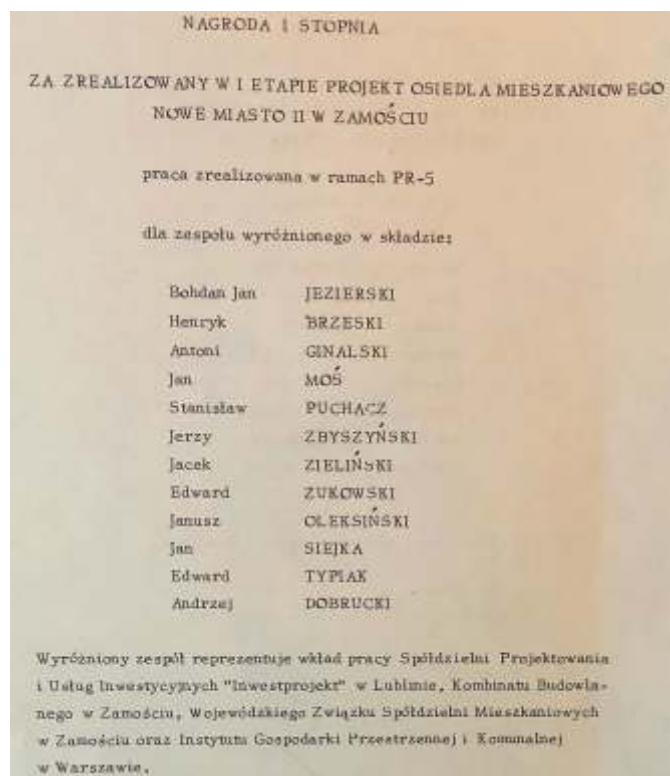 NAGRODA I STOPNIA
ZA ZREALIZOWANY W I ETAPIE PROJEKT OSIEDLA MIESZKANIOWEGO
NOWE MIASTO II W ZAMOŚCIU
praca zrealizowana w ramach PR-5
dla zespołu wyróżnionego w składzie:
Bohdan Jan JEZIERSKI
Henryk BRZESKI
Antoni GINALSKI
Jan MOŚ
Stanisław PUCHACZ
Jerzy ZBYSZYŃSKI
Jacek ZIELIŃSKI
Edward ZUKOWSKI
Janusz OLEKSIŃSKI
Jan SIEJKA
Edward TYPIAK
Andrzej DOBRUCKI
Wyróżniony zespół reprezentuje wkład pracy Spółdzielni Projektowania
i Usług Inwestycyjnych "Inwestprojekt" w Lublinie, Kombinatu Budowla-
nego w Zamościu, Wojewódzkiego Związku Spółdzielni Mieszkaniowych
w Zamościu oraz Instytutu Gospodarki Przestrzennej i Komunalnej
w Warszawie.